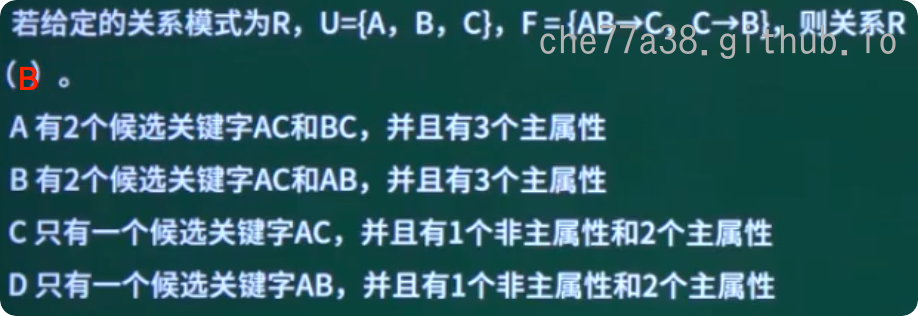 若给定的关系模式为R，U={A，B，C}，F = {AB→C，C→B}，则关系R
che77a38.github.io
（B）。
A 有2个候选关键字AC和BC，并且有3个主属性
B 有2个候选关键字AC和AB，并且有3个主属性
C 只有一个候选关键字AC，并且有1个非主属性和2个主属性
D 只有一个候选关键字AB，并且有1个非主属性和2个主属性